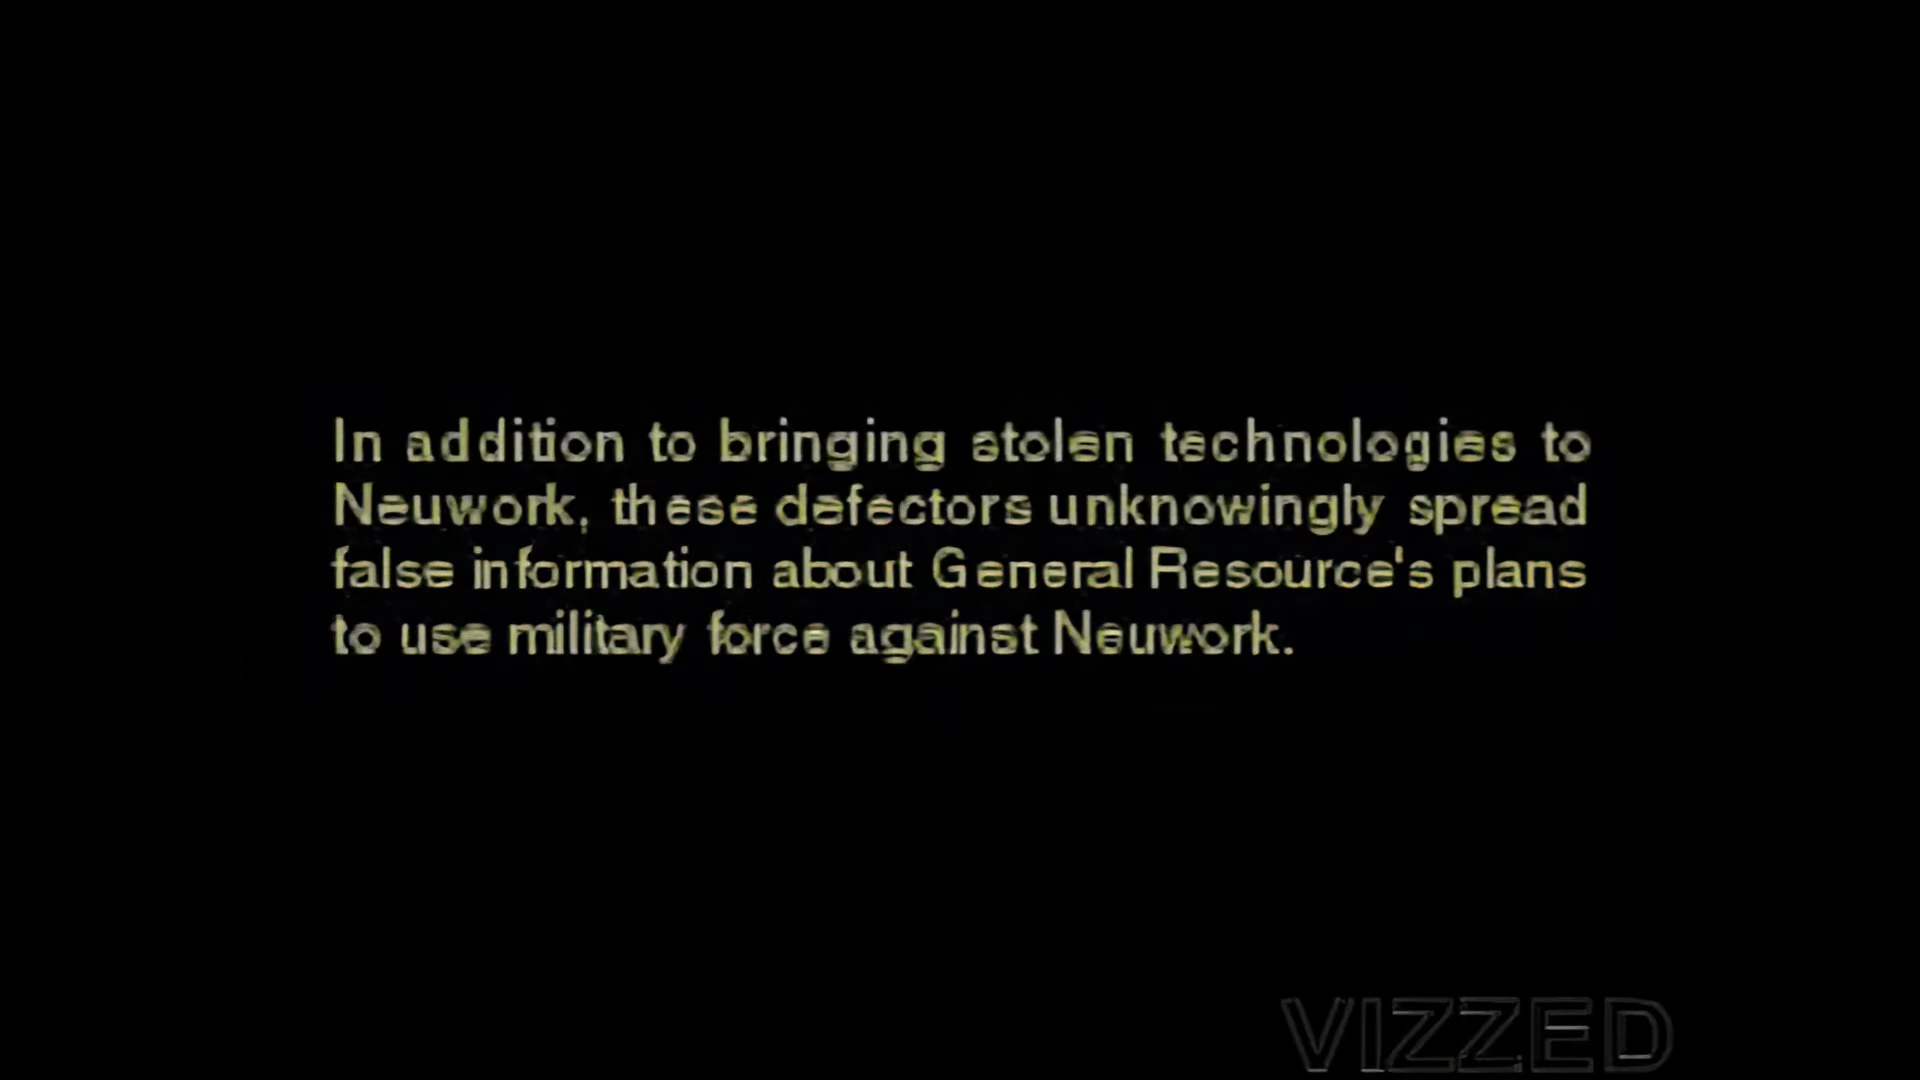 In addition to bringing stolen technologies to
Neuwork, these defectors unknowingly spread
false information about General Resource's plans
to use military force against Neuwork.
VIZZED